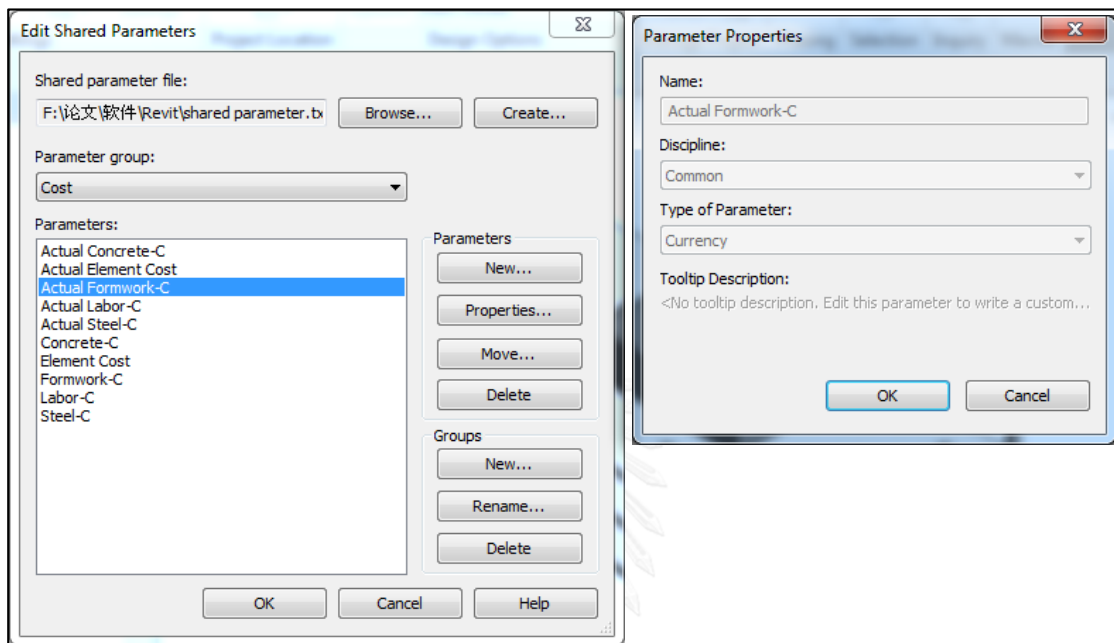 Edit Shared Parameters
Shared parameter file:
F:\论文\软件\Revit\shared parameter.tx
Browse...
Create...
Parameter group:
Cost
Parameters:
Actual Concrete-C
Actual Element Cost
Actual Formwork-C
Actual Labor-C
Actual Steel-C
Concrete-C
Element Cost
Formwork-C
Labor-C
Steel-C
Parameters
New...
Properties...
Move...
Delete
Groups
New...
Rename...
Delete
OK
Cancel
Help
Parameter Properties
Name:
Actual Formwork-C
Discipline:
Common
Type of Parameter:
Currency
Tooltip Description:
<No tooltip description. Edit this parameter to write a custom...
OK
Cancel